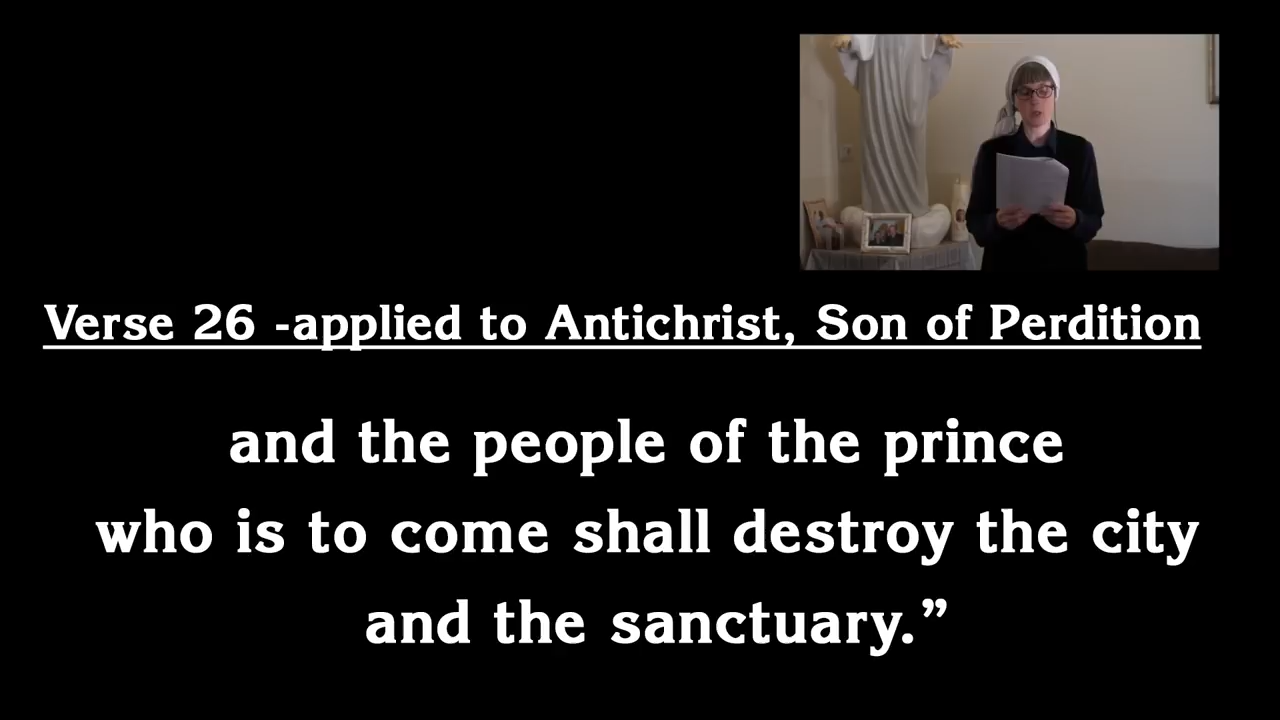 Verse 26 -applied to Antichrist, Son of Perdition
and the people of the prince
who is to come shall destroy the city
and the sanctuary.”